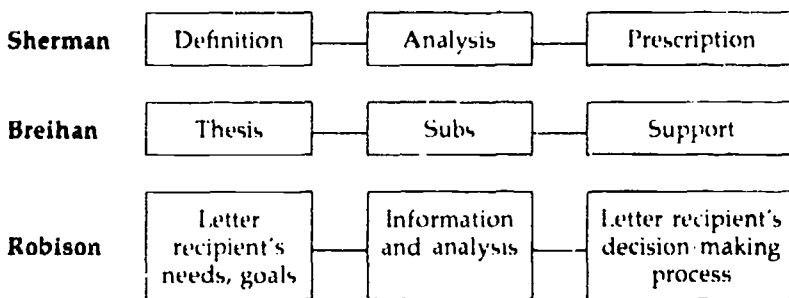 Sherman Definition Analysis Prescription
Breihan Thesis Subs Support
Robison
Letter
recipient's
needs, goals
Information
and analysis
Letter recipient's
decision-making
process